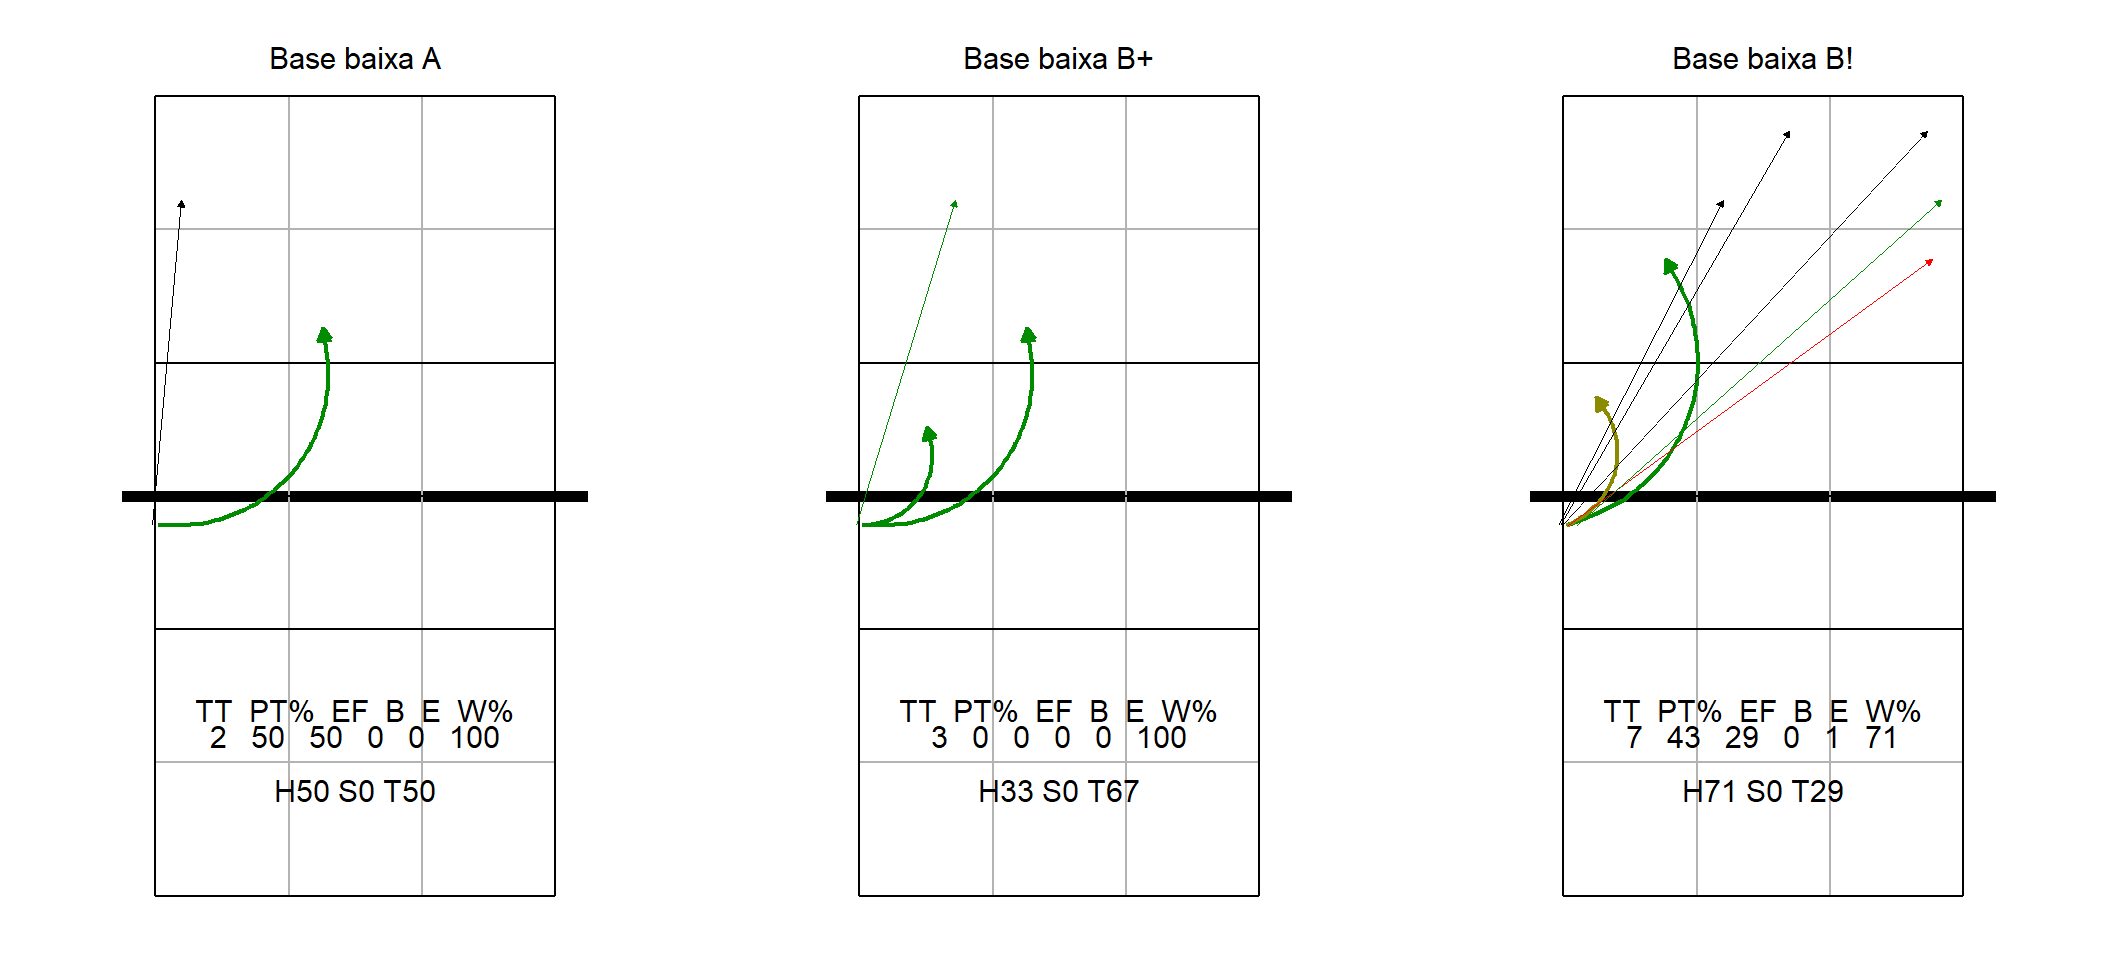 Base baixa A
TT PT% EF B E W%
2 50 50 0 0 100
H50 S0 T50
Base baixa B+
TT PT% EF B E W%
3 0 0 0 0 100
H33 S0 T67
Base baixa B!
TT PT% EF B E W%
7 43 29 0 1 71
H71 S0 T29